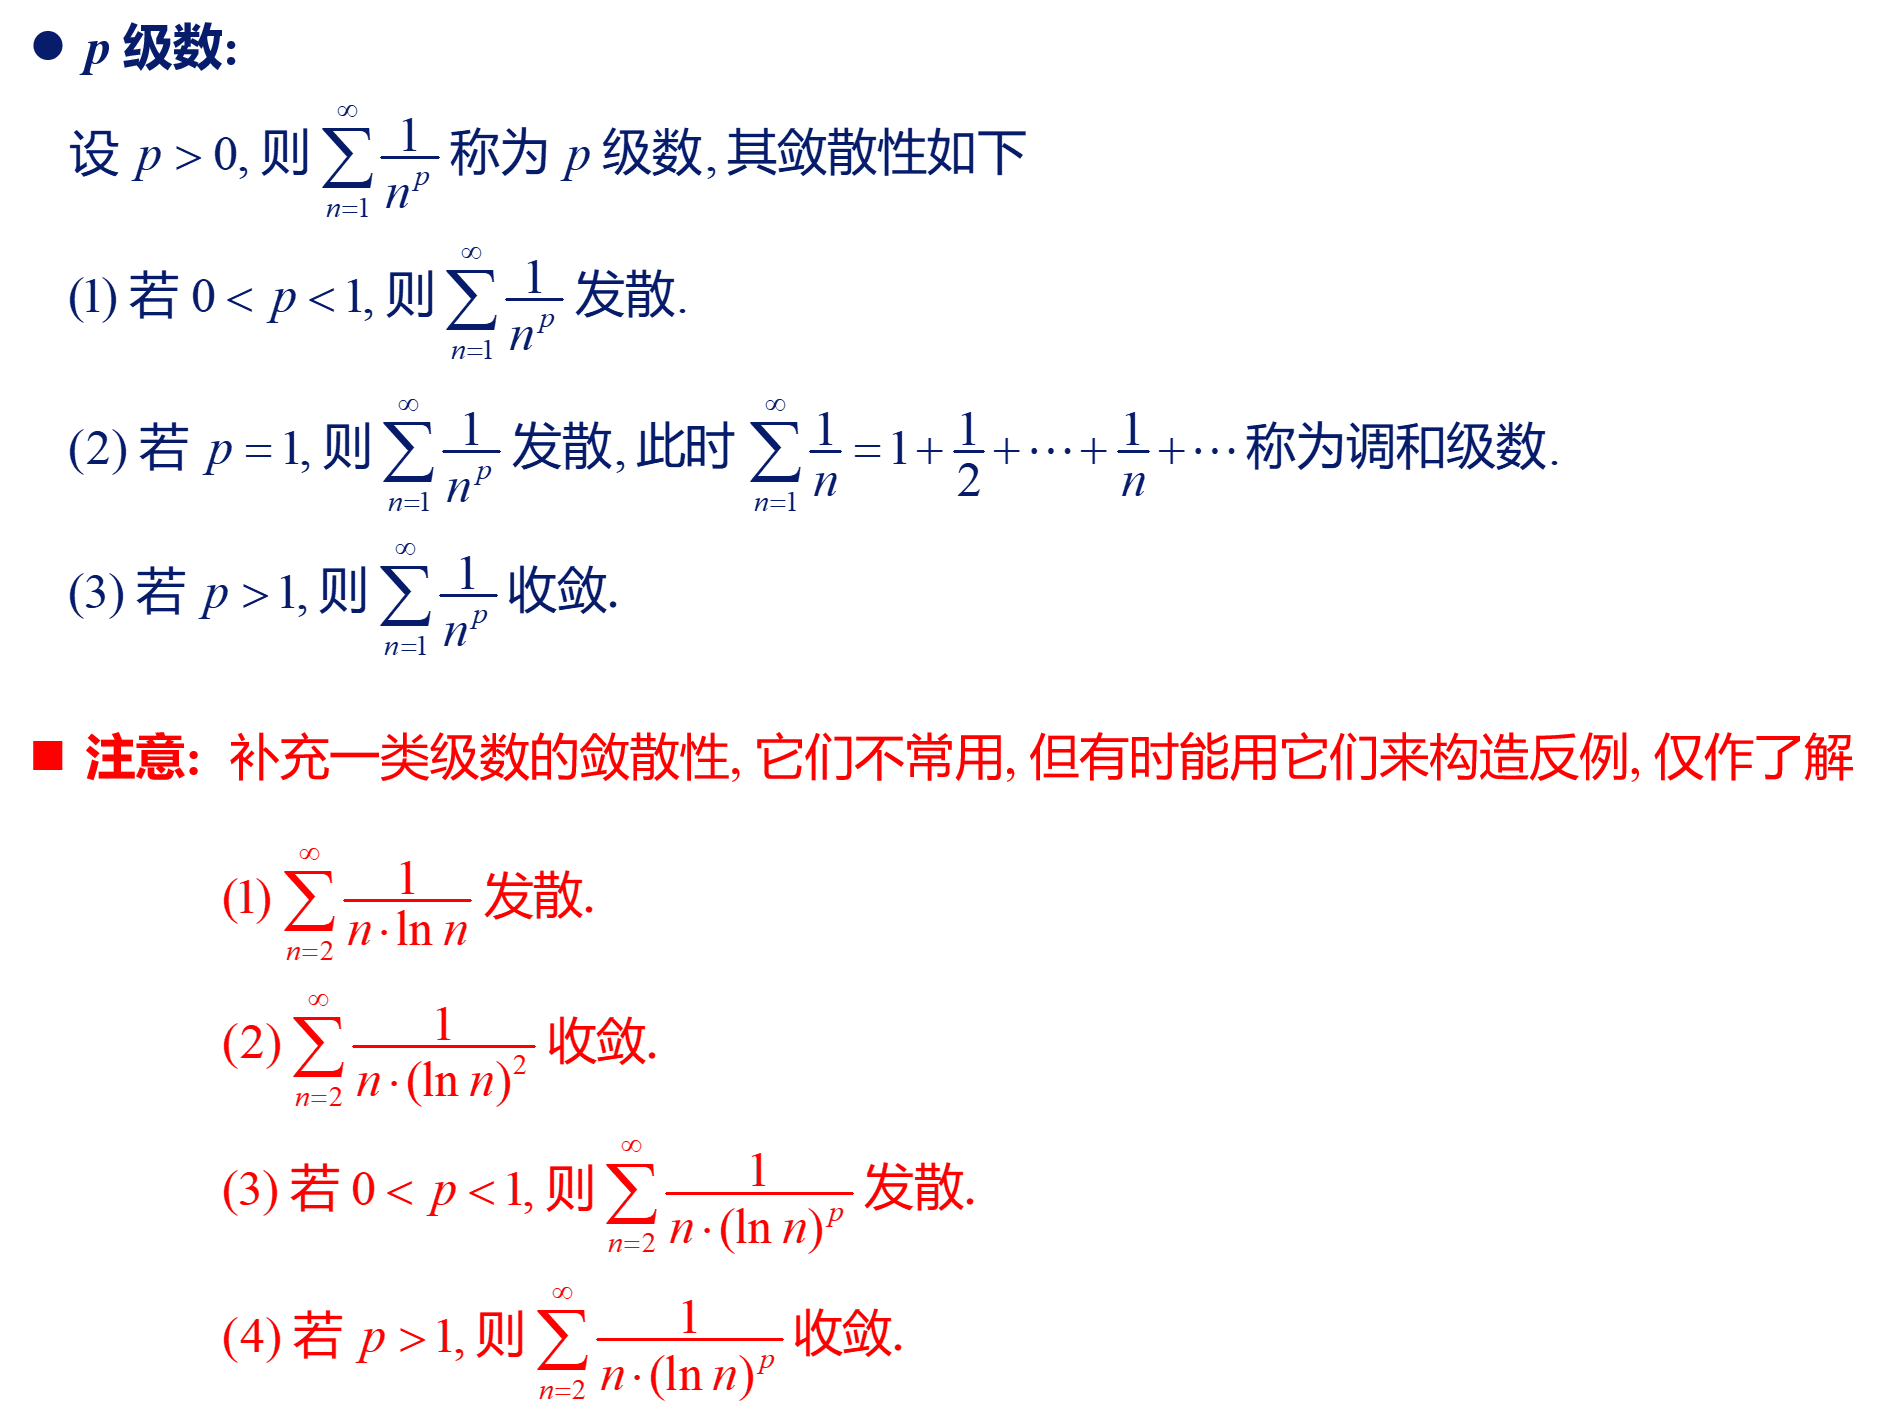 ● p 级数:
设 p > 0, 则 $\sum_{n=1}^{\infty} \frac{1}{n^p}$ 称为 p 级数, 其敛散性如下
(1) 若 0 < p < 1, 则 $\sum_{n=1}^{\infty} \frac{1}{n^p}$ 发散.
(2) 若 p = 1, 则 $\sum_{n=1}^{\infty} \frac{1}{n^p}$ 发散, 此时 $\sum_{n=1}^{\infty} \frac{1}{n} = 1 + \frac{1}{2} + \cdots + \frac{1}{n} + \cdots$ 称为调和级数.
(3) 若 p > 1, 则 $\sum_{n=1}^{\infty} \frac{1}{n^p}$ 收敛.
■ 注意: 补充一类级数的敛散性, 它们不常用, 但有时能用它们来构造反例, 仅作了解
(1) $\sum_{n=2}^{\infty} \frac{1}{n \cdot \ln n}$ 发散.
(2) $\sum_{n=2}^{\infty} \frac{1}{n \cdot (\ln n)^2}$ 收敛.
(3) 若 0 < p < 1, 则 $\sum_{n=2}^{\infty} \frac{1}{n \cdot (\ln n)^p}$ 发散.
(4) 若 p > 1, 则 $\sum_{n=2}^{\infty} \frac{1}{n \cdot (\ln n)^p}$ 收敛.